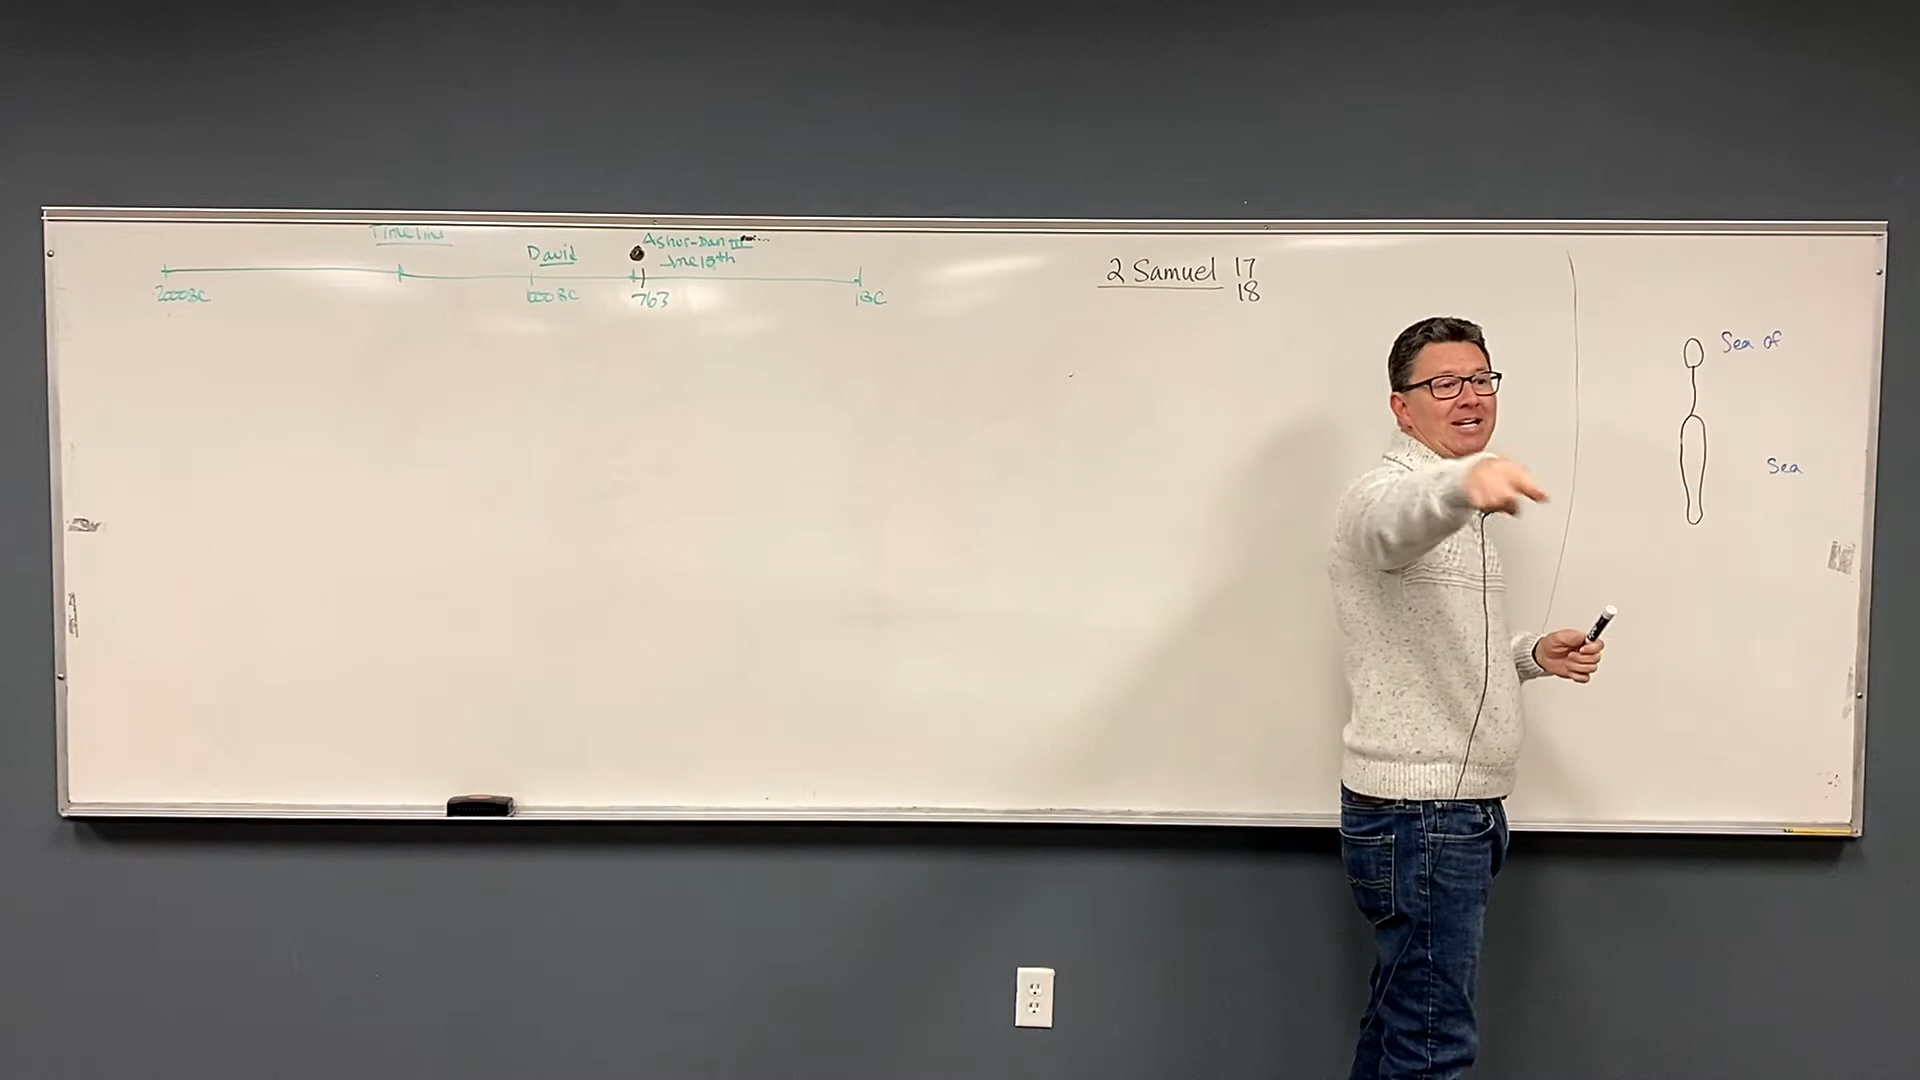 Timeline
David
Ashur-Dan III
June 15th
2000BC
1000BC
763
1BC
2 Samuel 17
18
Sea of
Sea